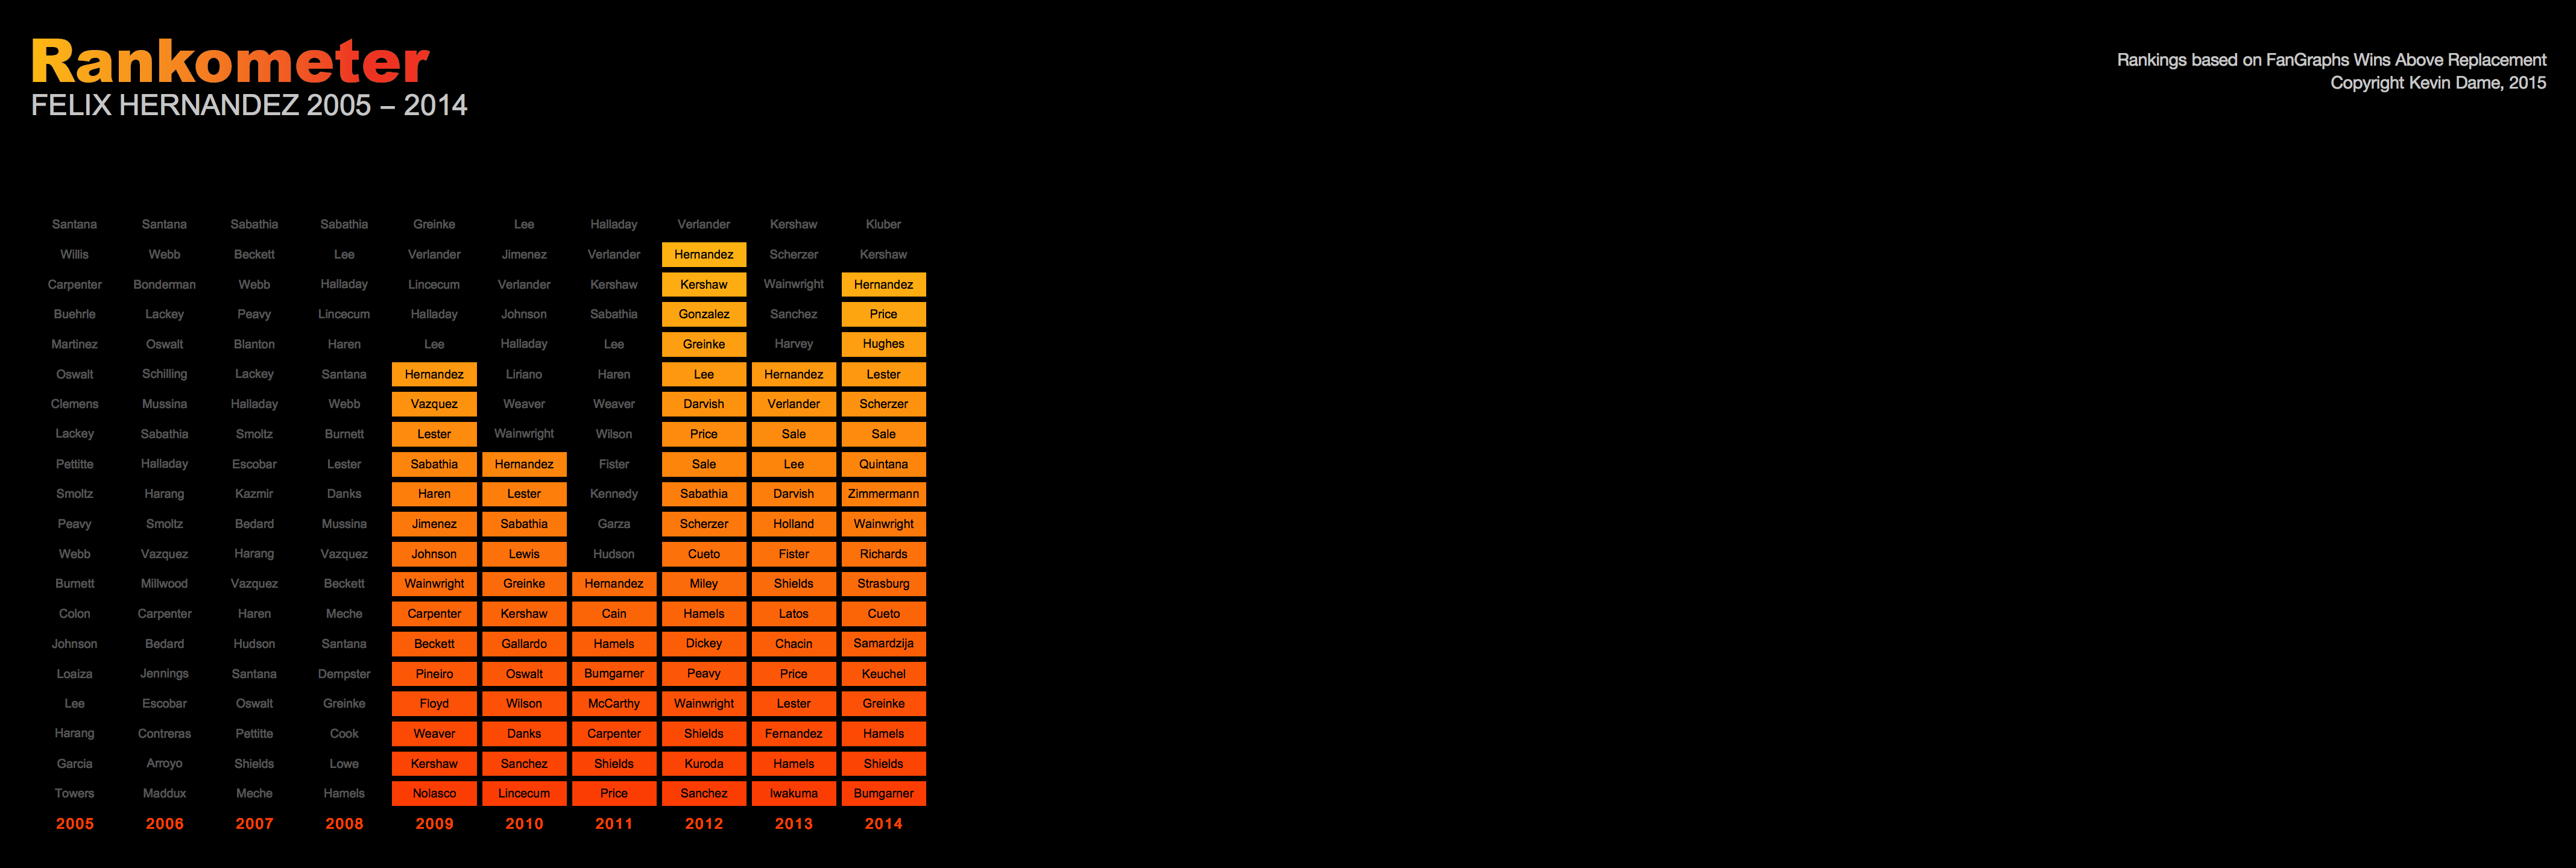 Rankometer
FELIX HERNANDEZ 2005 – 2014
Rankings based on FanGraphs Wins Above Replacement
Copyright Kevin Dame, 2015
Santana Santana Sabathia Sabathia Greinke Lee Halladay Verlander Kershaw Kluber
Willis Webb Beckett Lee Verlander Jimenez Verlander Hernandez Scherzer Kershaw
Carpenter Bonderman Webb Halladay Lincecum Verlander Kershaw Kershaw Wainwright Hernandez
Buehrle Lackey Peavy Lincecum Halladay Johnson Sabathia Gonzalez Sanchez Price
Martinez Oswalt Blanton Haren Lee Halladay Lee Greinke Harvey Hughes
Oswalt Schilling Lackey Santana Hernandez Liriano Haren Lee Hernandez Lester
Clemens Mussina Halladay Webb Vazquez Weaver Weaver Darvish Verlander Scherzer
Lackey Sabathia Smoltz Burnett Lester Wainwright Wilson Price Sale Sale
Pettitte Halladay Escobar Lester Sabathia Hernandez Fister Sale Lee Quintana
Smoltz Harang Kazmir Danks Haren Lester Kennedy Sabathia Darvish Zimmermann
Peavy Smoltz Bedard Mussina Jimenez Sabathia Garza Scherzer Holland Wainwright
Webb Vazquez Harang Vazquez Johnson Lewis Hudson Cueto Fister Richards
Burnett Millwood Vazquez Beckett Wainwright Greinke Hernandez Miley Shields Strasburg
Colon Carpenter Haren Meche Carpenter Kershaw Cain Hamels Latos Cueto
Johnson Bedard Hudson Santana Beckett Gallardo Hamels Dickey Chacin Samardzija
Loaiza Jennings Santana Dempster Pineiro Oswalt Bumgarner Peavy Price Keuchel
Lee Escobar Oswalt Greinke Floyd Wilson McCarthy Wainwright Lester Greinke
Harang Contreras Pettitte Cook Weaver Danks Carpenter Shields Fernandez Hamels
Garcia Arroyo Shields Lowe Kershaw Sanchez Shields Kuroda Hamels Shields
Towers Maddux Meche Hamels Nolasco Lincecum Price Sanchez Iwakuma Bumgarner
2005 2006 2007 2008 2009 2010 2011 2012 2013 2014